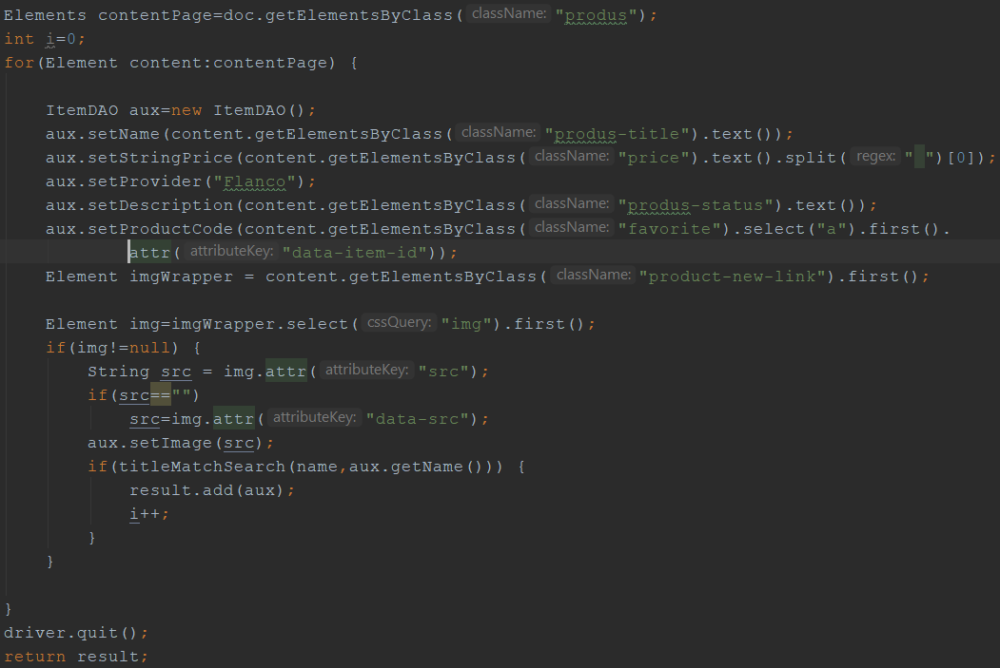 Elements contentPage=doc.getElementsByClass( className: "produs");
int i=0;
for(Element content:contentPage) {
ItemDAO aux=new ItemDAO();
aux.setName(content.getElementsByClass( className: "produs-title").text());
aux.setStringPrice(content.getElementsByClass( className: "price").text().split( regex: " ")[0]);
aux.setProvider("Flanco");
aux.setDescription(content.getElementsByClass( className: "produs-status").text());
aux.setProductCode(content.getElementsByClass( className: "favorite").select("a").first().
attr( attributeKey: "data-item-id"));
Element imgWrapper = content.getElementsByClass( className: "product-new-link").first();
Element img=imgWrapper.select( cssQuery: "img").first();
if(img!=null) {
String src = img.attr( attributeKey: "src");
if(src=="")
src=img.attr( attributeKey: "data-src");
aux.setImage(src);
if(titleMatchSearch(name,aux.getName())) {
result.add(aux);
i++;
}
}
}
driver.quit();
return result;